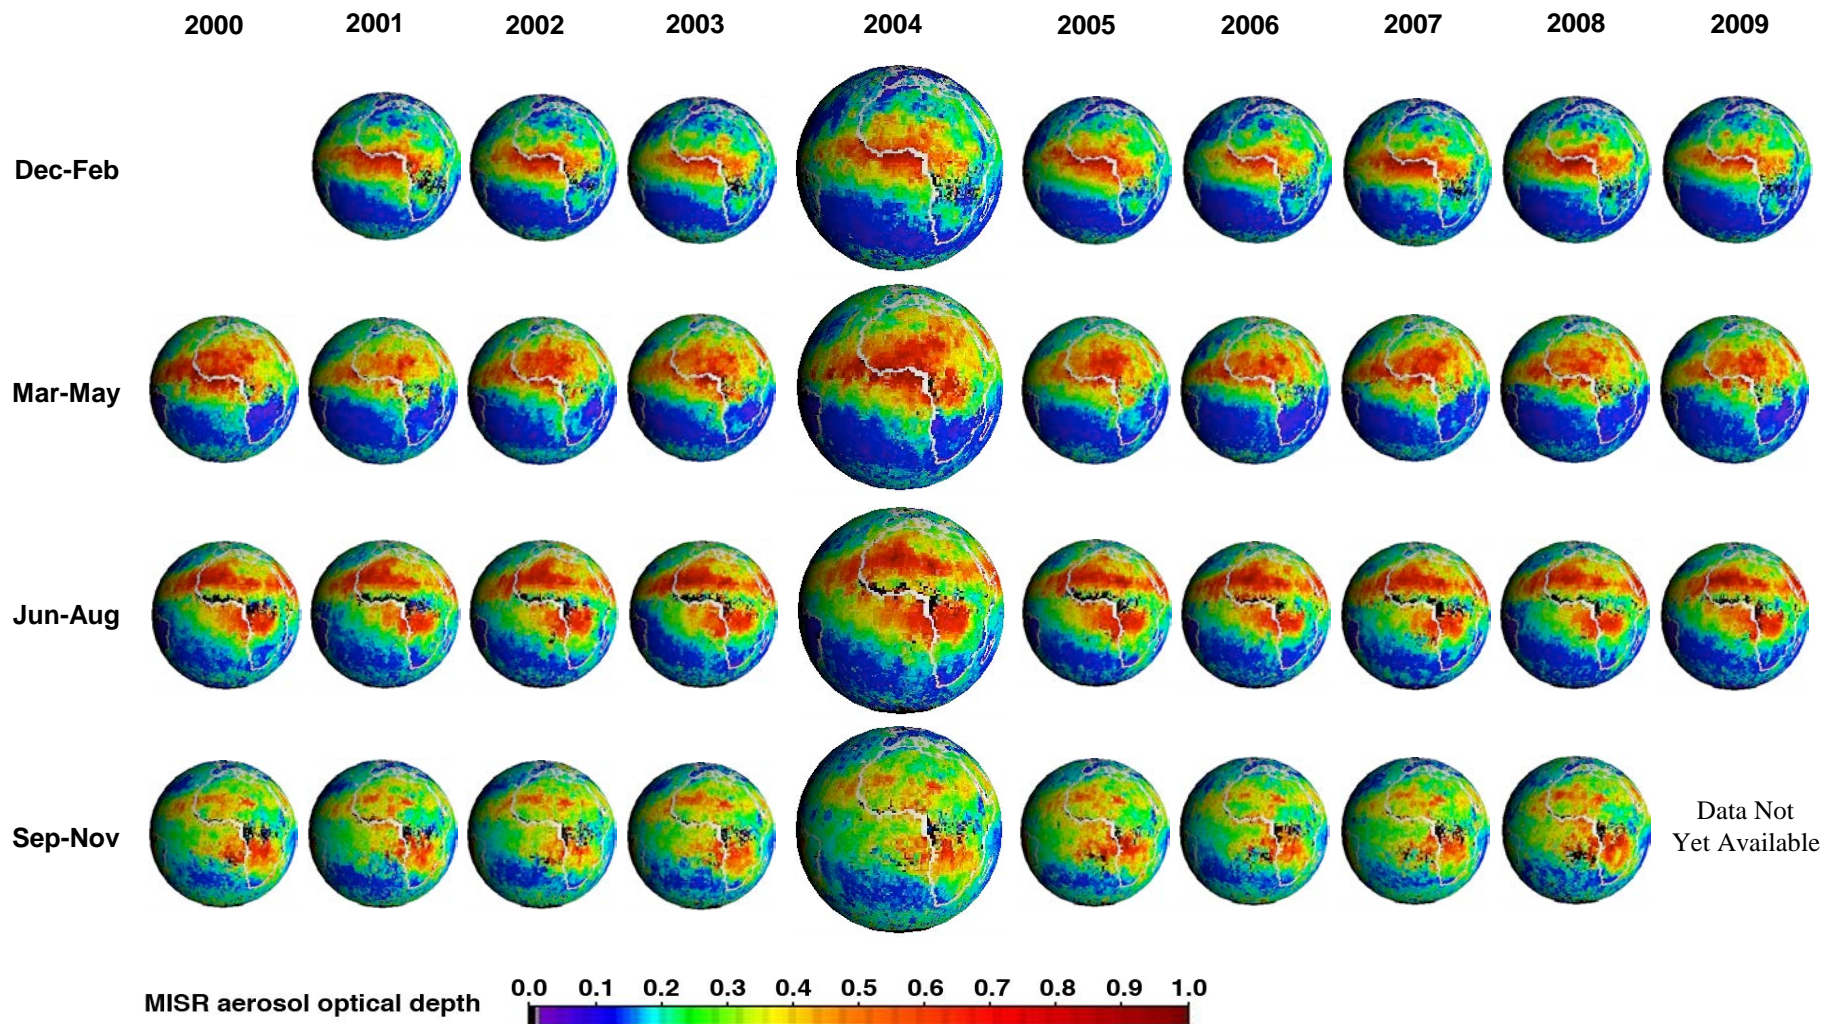 2000 2001 2002 2003 2004 2005 2006 2007 2008 2009
Dec-Feb
Mar-May
Jun-Aug
Sep-Nov
Data Not
Yet Available
0.0 0.1 0.2 0.3 0.4 0.5 0.6 0.7 0.8 0.9 1.0
MISR aerosol optical depth